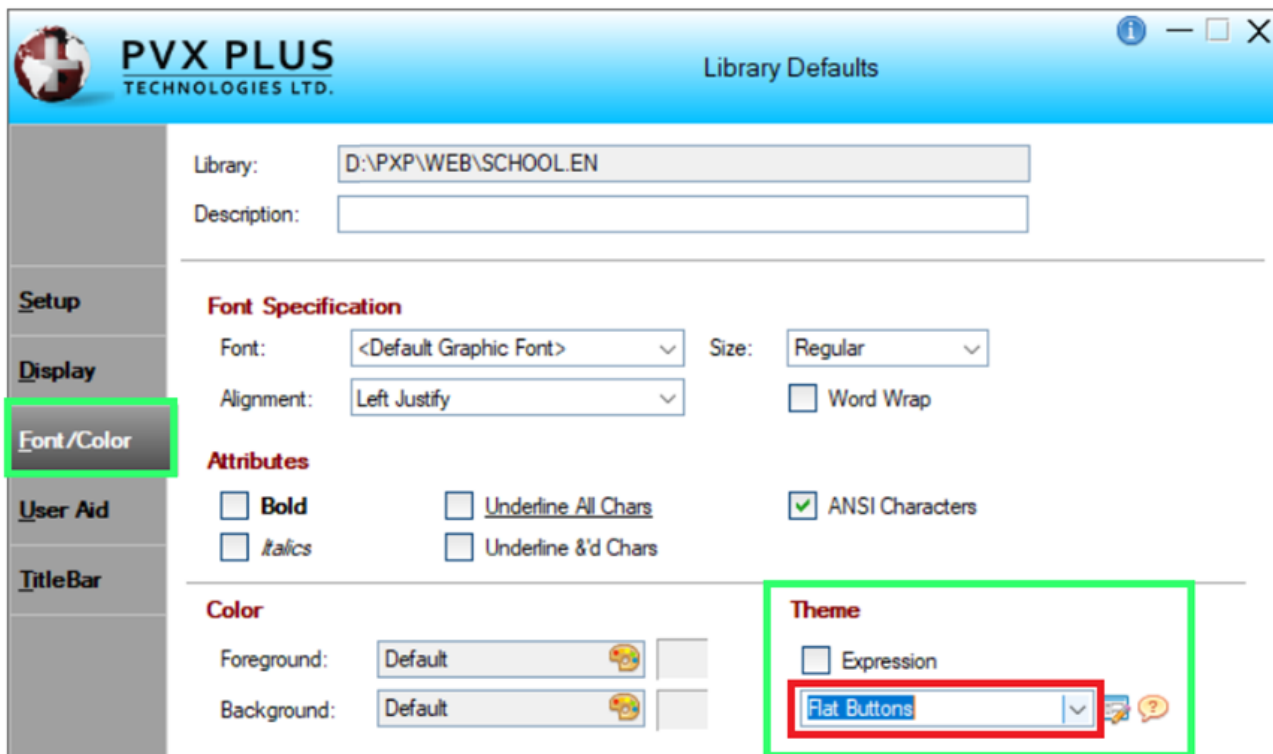 PVX PLUS
TECHNOLOGIES LTD.
Library Defaults
Library: D:\PXP\WEB\SCHOOL.EN
Description:
Setup
Display
Font/Color
User Aid
TitleBar
Font Specification
Font: <Default Graphic Font> Size: Regular
Alignment: Left Justify Word Wrap
Attributes
Bold Underline All Chars ANSI Characters
Italics Underline &'d Chars
Color
Foreground: Default
Background: Default
Theme
Expression
Flat Buttons